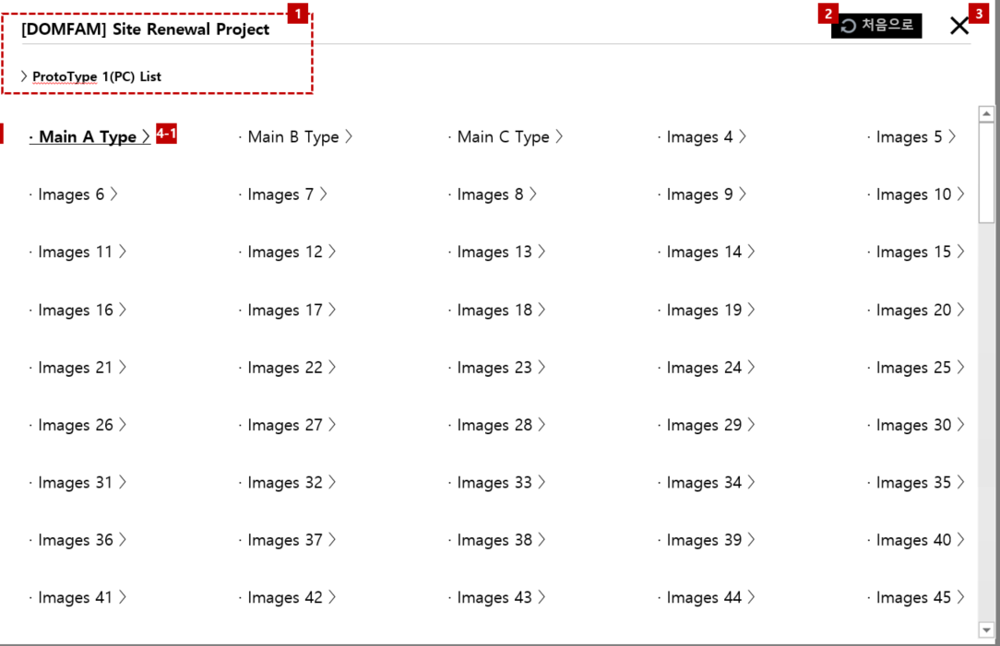 1
[DOMFAM] Site Renewal Project
2
처음으로
3
ProtoType 1(PC) List
· Main A Type 4-1 · Main B Type · Main C Type · Images 4 · Images 5
· Images 6 · Images 7 · Images 8 · Images 9 · Images 10
· Images 11 · Images 12 · Images 13 · Images 14 · Images 15
· Images 16 · Images 17 · Images 18 · Images 19 · Images 20
· Images 21 · Images 22 · Images 23 · Images 24 · Images 25
· Images 26 · Images 27 · Images 28 · Images 29 · Images 30
· Images 31 · Images 32 · Images 33 · Images 34 · Images 35
· Images 36 · Images 37 · Images 38 · Images 39 · Images 40
· Images 41 · Images 42 · Images 43 · Images 44 · Images 45